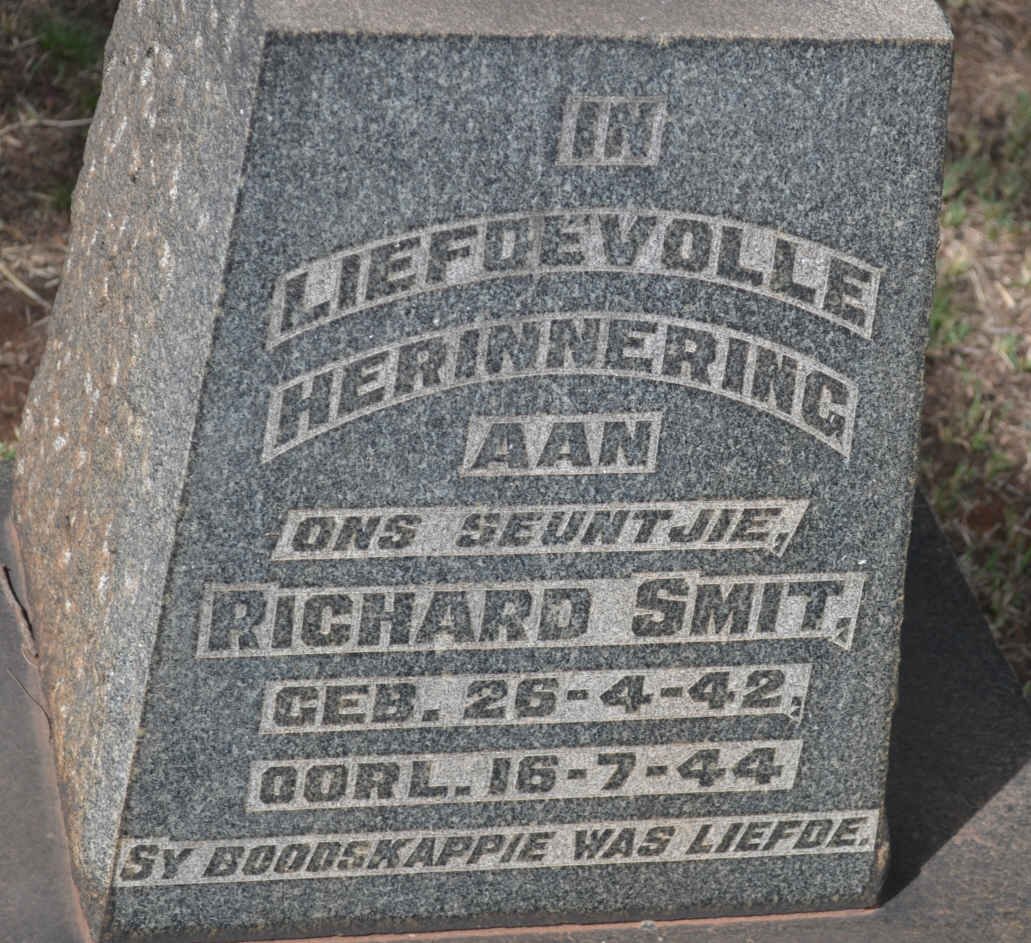 IN
LIEFDEVOLLE
HERINNERING
AAN
ONS SEUNTJIE,
RICHARD SMIT,
GEB. 26-4-42,
OORL. 16-7-44
SY BOODSKAPPIE WAS LIEFDE.